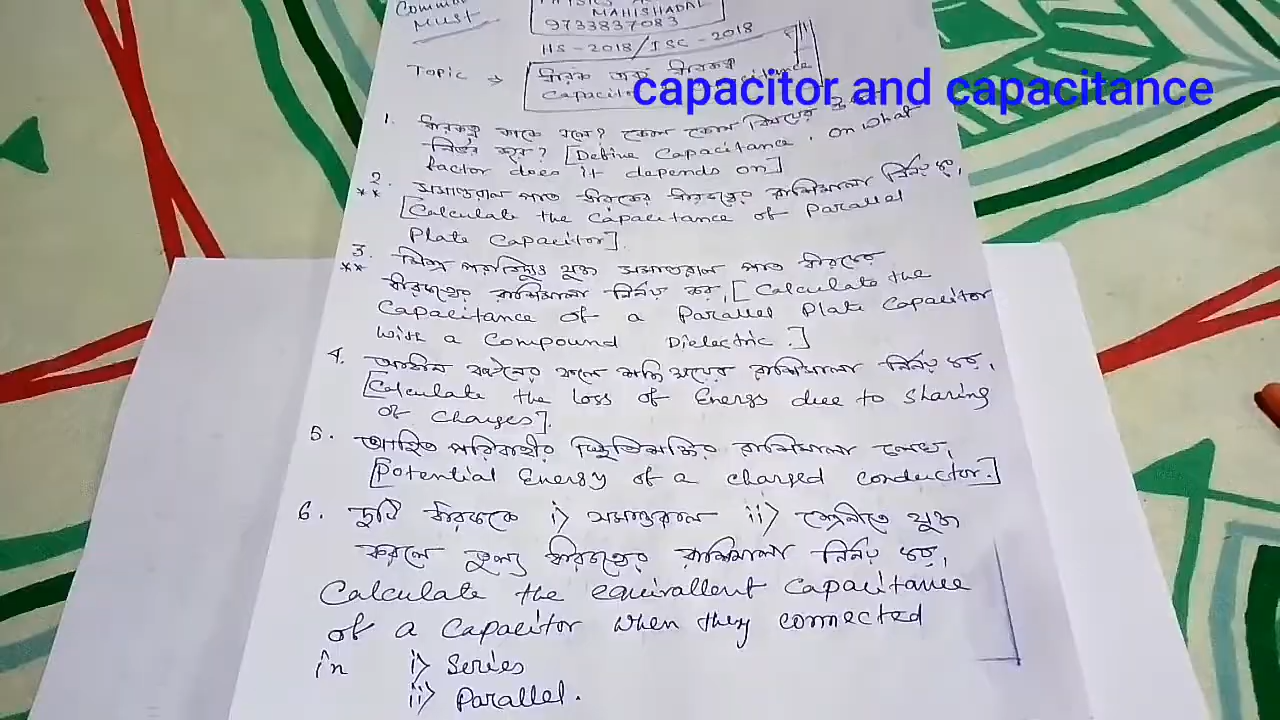 Common
Must
MAHISHADAL
9733837083
HS-2018/ISC-2018
Topic →
capacitor and capacitance
1. ধারকত্ব কাকে বলে? কোন কোন বিষয়ের উপর
নির্ভর করে? [Define Capacitance, on what
factor does it depends on]
2. ** সমান্তরাল পাত ধারকের ধারকত্বের রাশিমালা নির্ণয় কর,
[Calculate the Capacitance of Parallel
Plate Capacitor].
3. ** মিশ্র পরাবিদ্যুৎ যুক্ত সমান্তরাল পাত ধারকের
ধারকত্বের রাশিমালা নির্ণয় কর, [Calculate the
Capacitance of a Parallel Plate Capacitor
with a Compound Dielectric.]
4. আধান বন্টনের ফলে শক্তি ক্ষয়ের রাশিমালা নির্ণয় কর,
[Calculate the Loss of Energy due to sharing
of charges].
5. আহিত পরিবাহীর স্থিতিশক্তির রাশিমালা লেখ,
[Potential Energy of a charged conductor.]
6. দুটি ধারককে i> সমান্তরাল ii> শ্রেণীতে যুক্ত
করলে তুল্য ধারকত্বের রাশিমালা নির্ণয় কর,
Calculate the equivallent Capacitance
of a Capacitor when they connected
in i> Series
ii> Parallel.